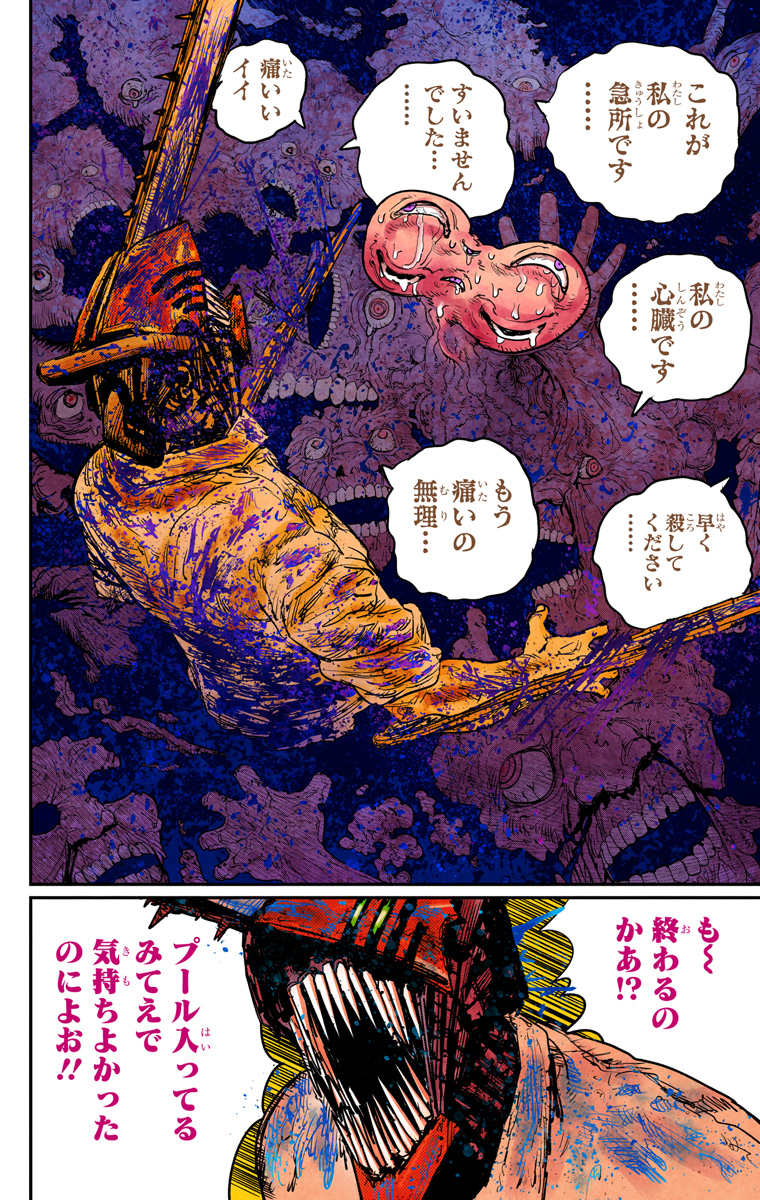 これが
私の
急所です
……
すいません
でした…
……
痛いい
イイ
私の
心臓です
……
もう
痛いの
無理…
早く
殺して
ください
……
も〜
終わるの
かあ!?
プール入ってる
みてえで
気持ちよかった
のによお!!